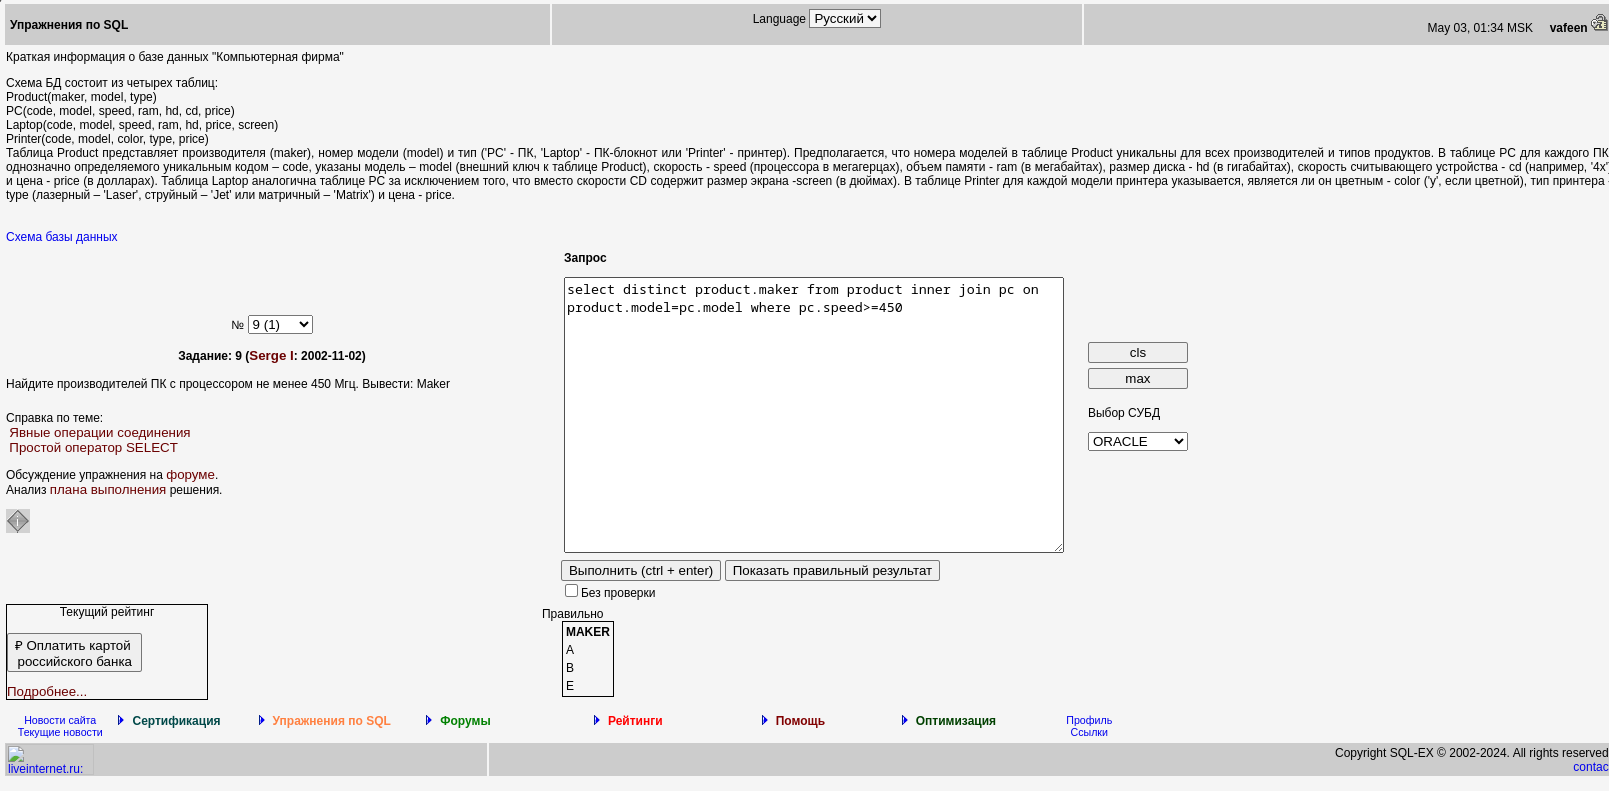 Упражнения по SQL
Language Русский
May 03, 01:34 MSK vafeen
Краткая информация о базе данных "Компьютерная фирма"
Схема БД состоит из четырех таблиц:
Product(maker, model, type)
PC(code, model, speed, ram, hd, cd, price)
Laptop(code, model, speed, ram, hd, price, screen)
Printer(code, model, color, type, price)
Таблица Product представляет производителя (maker), номер модели (model) и тип ('PC' - ПК, 'Laptop' - ПК-блокнот или 'Printer' - принтер). Предполагается, что номера моделей в таблице Product уникальны для всех производителей и типов продуктов. В таблице PC для каждого ПК,
однозначно определяемого уникальным кодом – code, указаны модель – model (внешний ключ к таблице Product), скорость - speed (процессора в мегагерцах), объем памяти - ram (в мегабайтах), размер диска - hd (в гигабайтах), скорость считывающего устройства - cd (например, '4x')
и цена - price (в долларах). Таблица Laptop аналогична таблице РС за исключением того, что вместо скорости CD содержит размер экрана -screen (в дюймах). В таблице Printer для каждой модели принтера указывается, является ли он цветным - color ('y', если цветной), тип принтера -
type (лазерный – 'Laser', струйный – 'Jet' или матричный – 'Matrix') и цена - price.
Схема базы данных
Запрос
select distinct product.maker from product inner join pc on
product.model=pc.model where pc.speed>=450
№ 9 (1)
Задание: 9 (Serge I: 2002-11-02)
Найдите производителей ПК с процессором не менее 450 Мгц. Вывести: Maker
Справка по теме:
Явные операции соединения
Простой оператор SELECT
Обсуждение упражнения на форуме.
Анализ плана выполнения решения.
cls
max
Выбор СУБД
ORACLE
Выполнить (ctrl + enter) Показать правильный результат
Без проверки
Текущий рейтинг
₽ Оплатить картой
российского банка
Подробнее...
Правильно
MAKER
A
B
E
Новости сайта
Текущие новости
Сертификация
Упражнения по SQL
Форумы
Рейтинги
Помощь
Оптимизация
Профиль
Ссылки
liveinternet.ru:
Copyright SQL-EX © 2002-2024. All rights reserved
contac